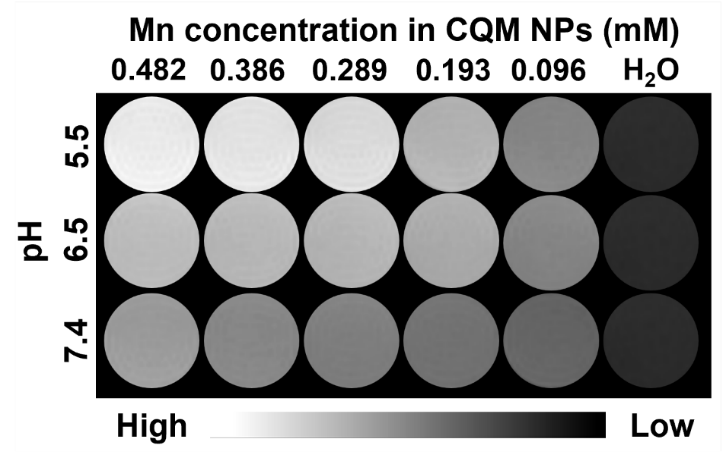 Mn concentration in CQM NPs (mM)
0.482 0.386 0.289 0.193 0.096 H₂O
5.5
pH 6.5
7.4
High Low